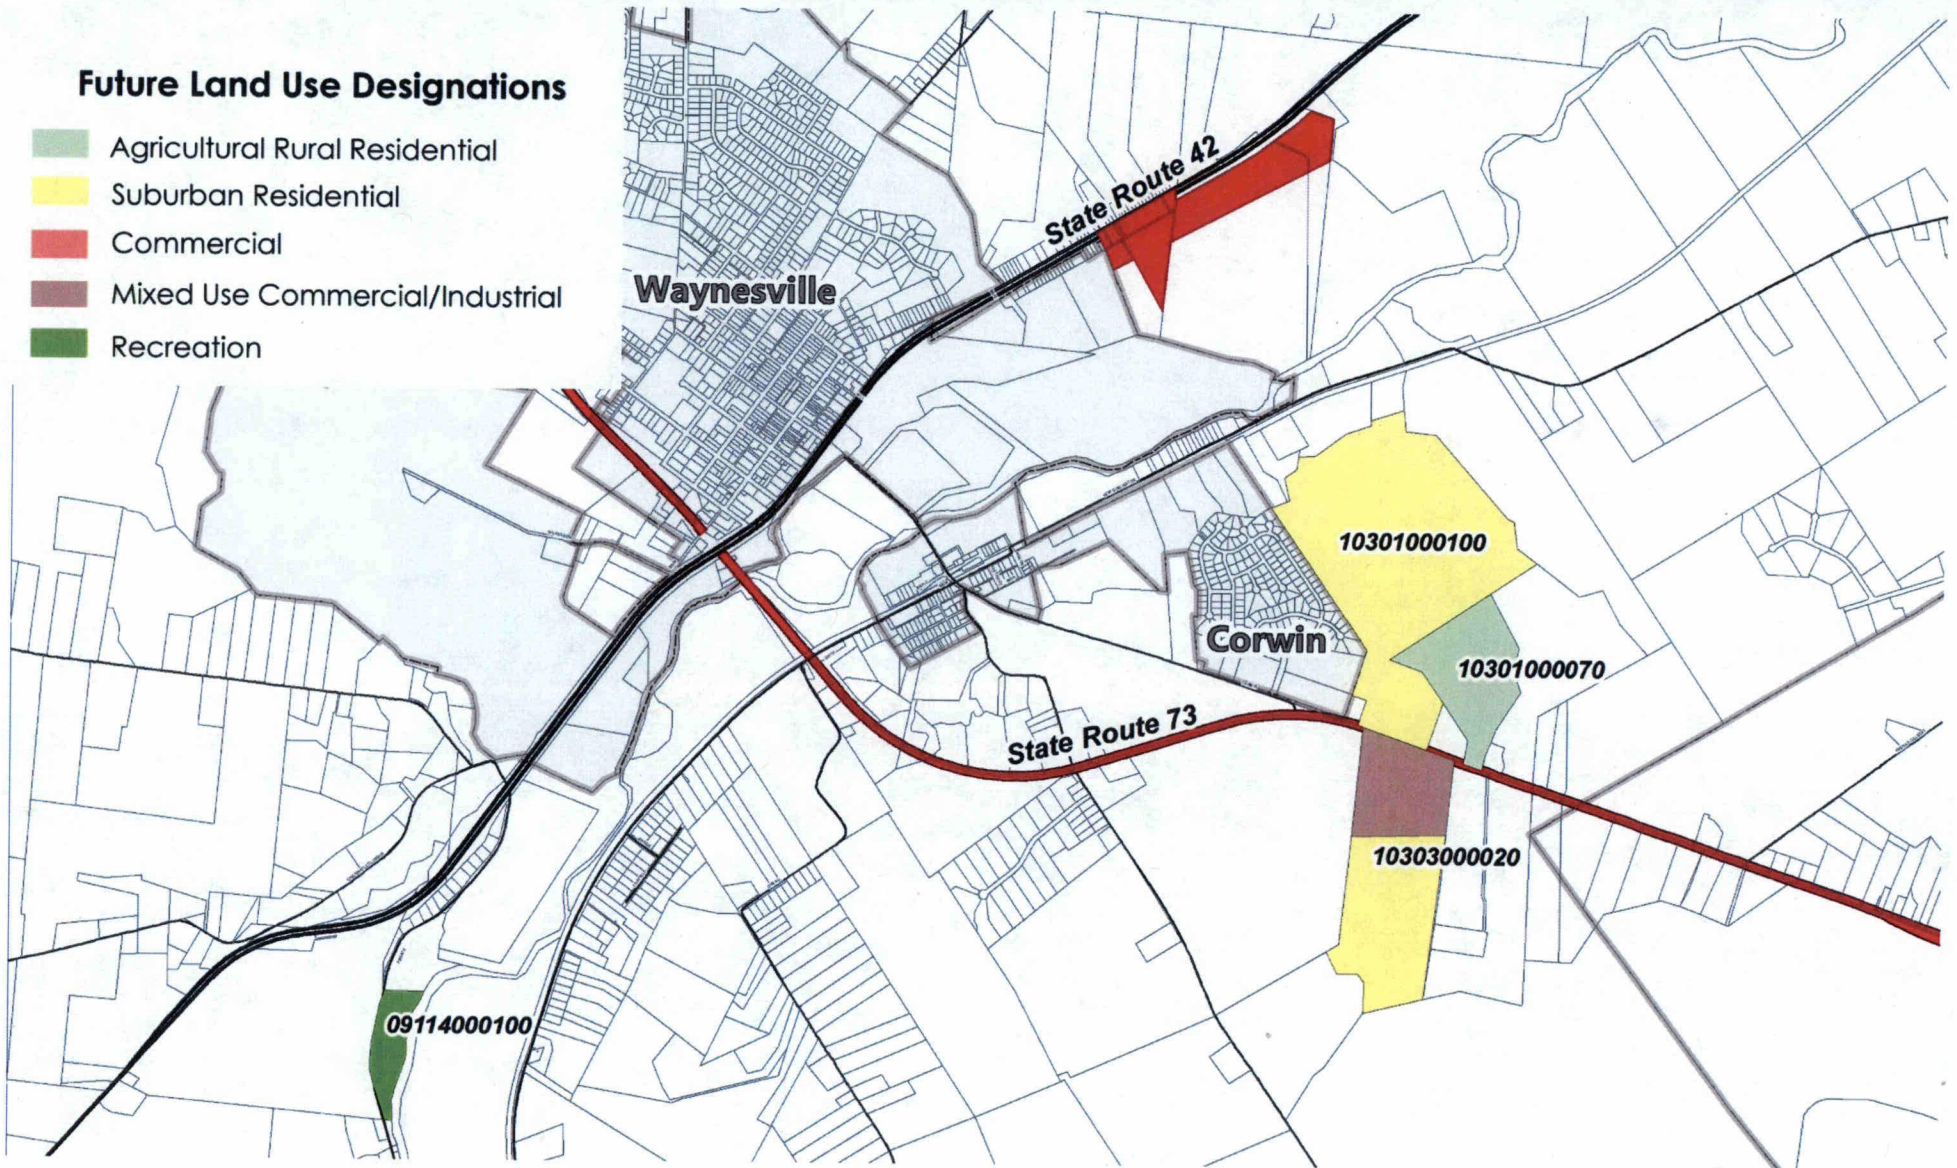 Future Land Use Designations
Agricultural Rural Residential
Suburban Residential
Commercial
Mixed Use Commercial/Industrial
Recreation
State Route 42
Waynesville
10301000100
Corwin
10301000070
State Route 73
10303000020
09114000100